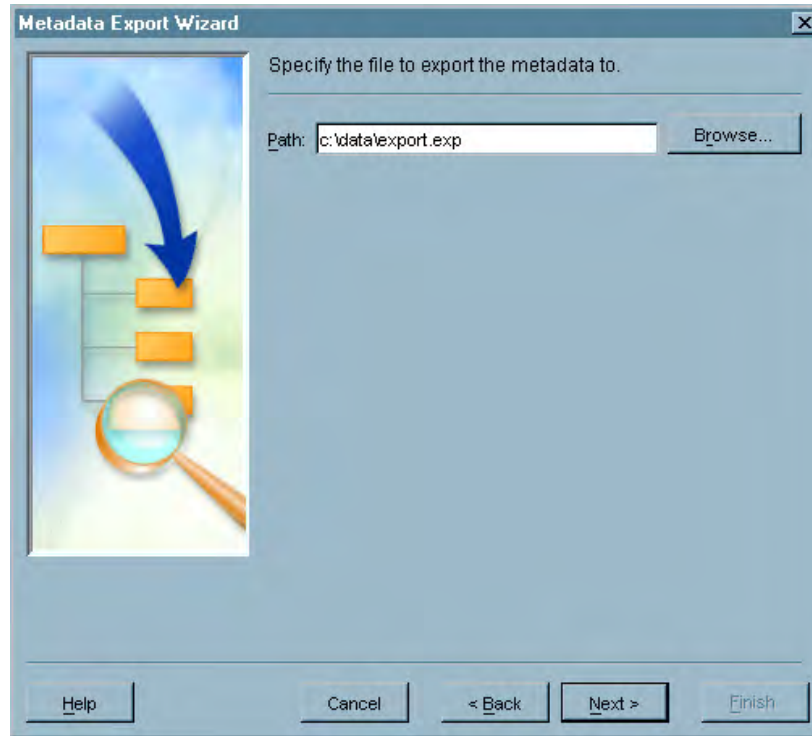 Metadata Export Wizard
Specify the file to export the metadata to.
Path: c:\data\export.exp Browse...
Help Cancel < Back Next > Finish